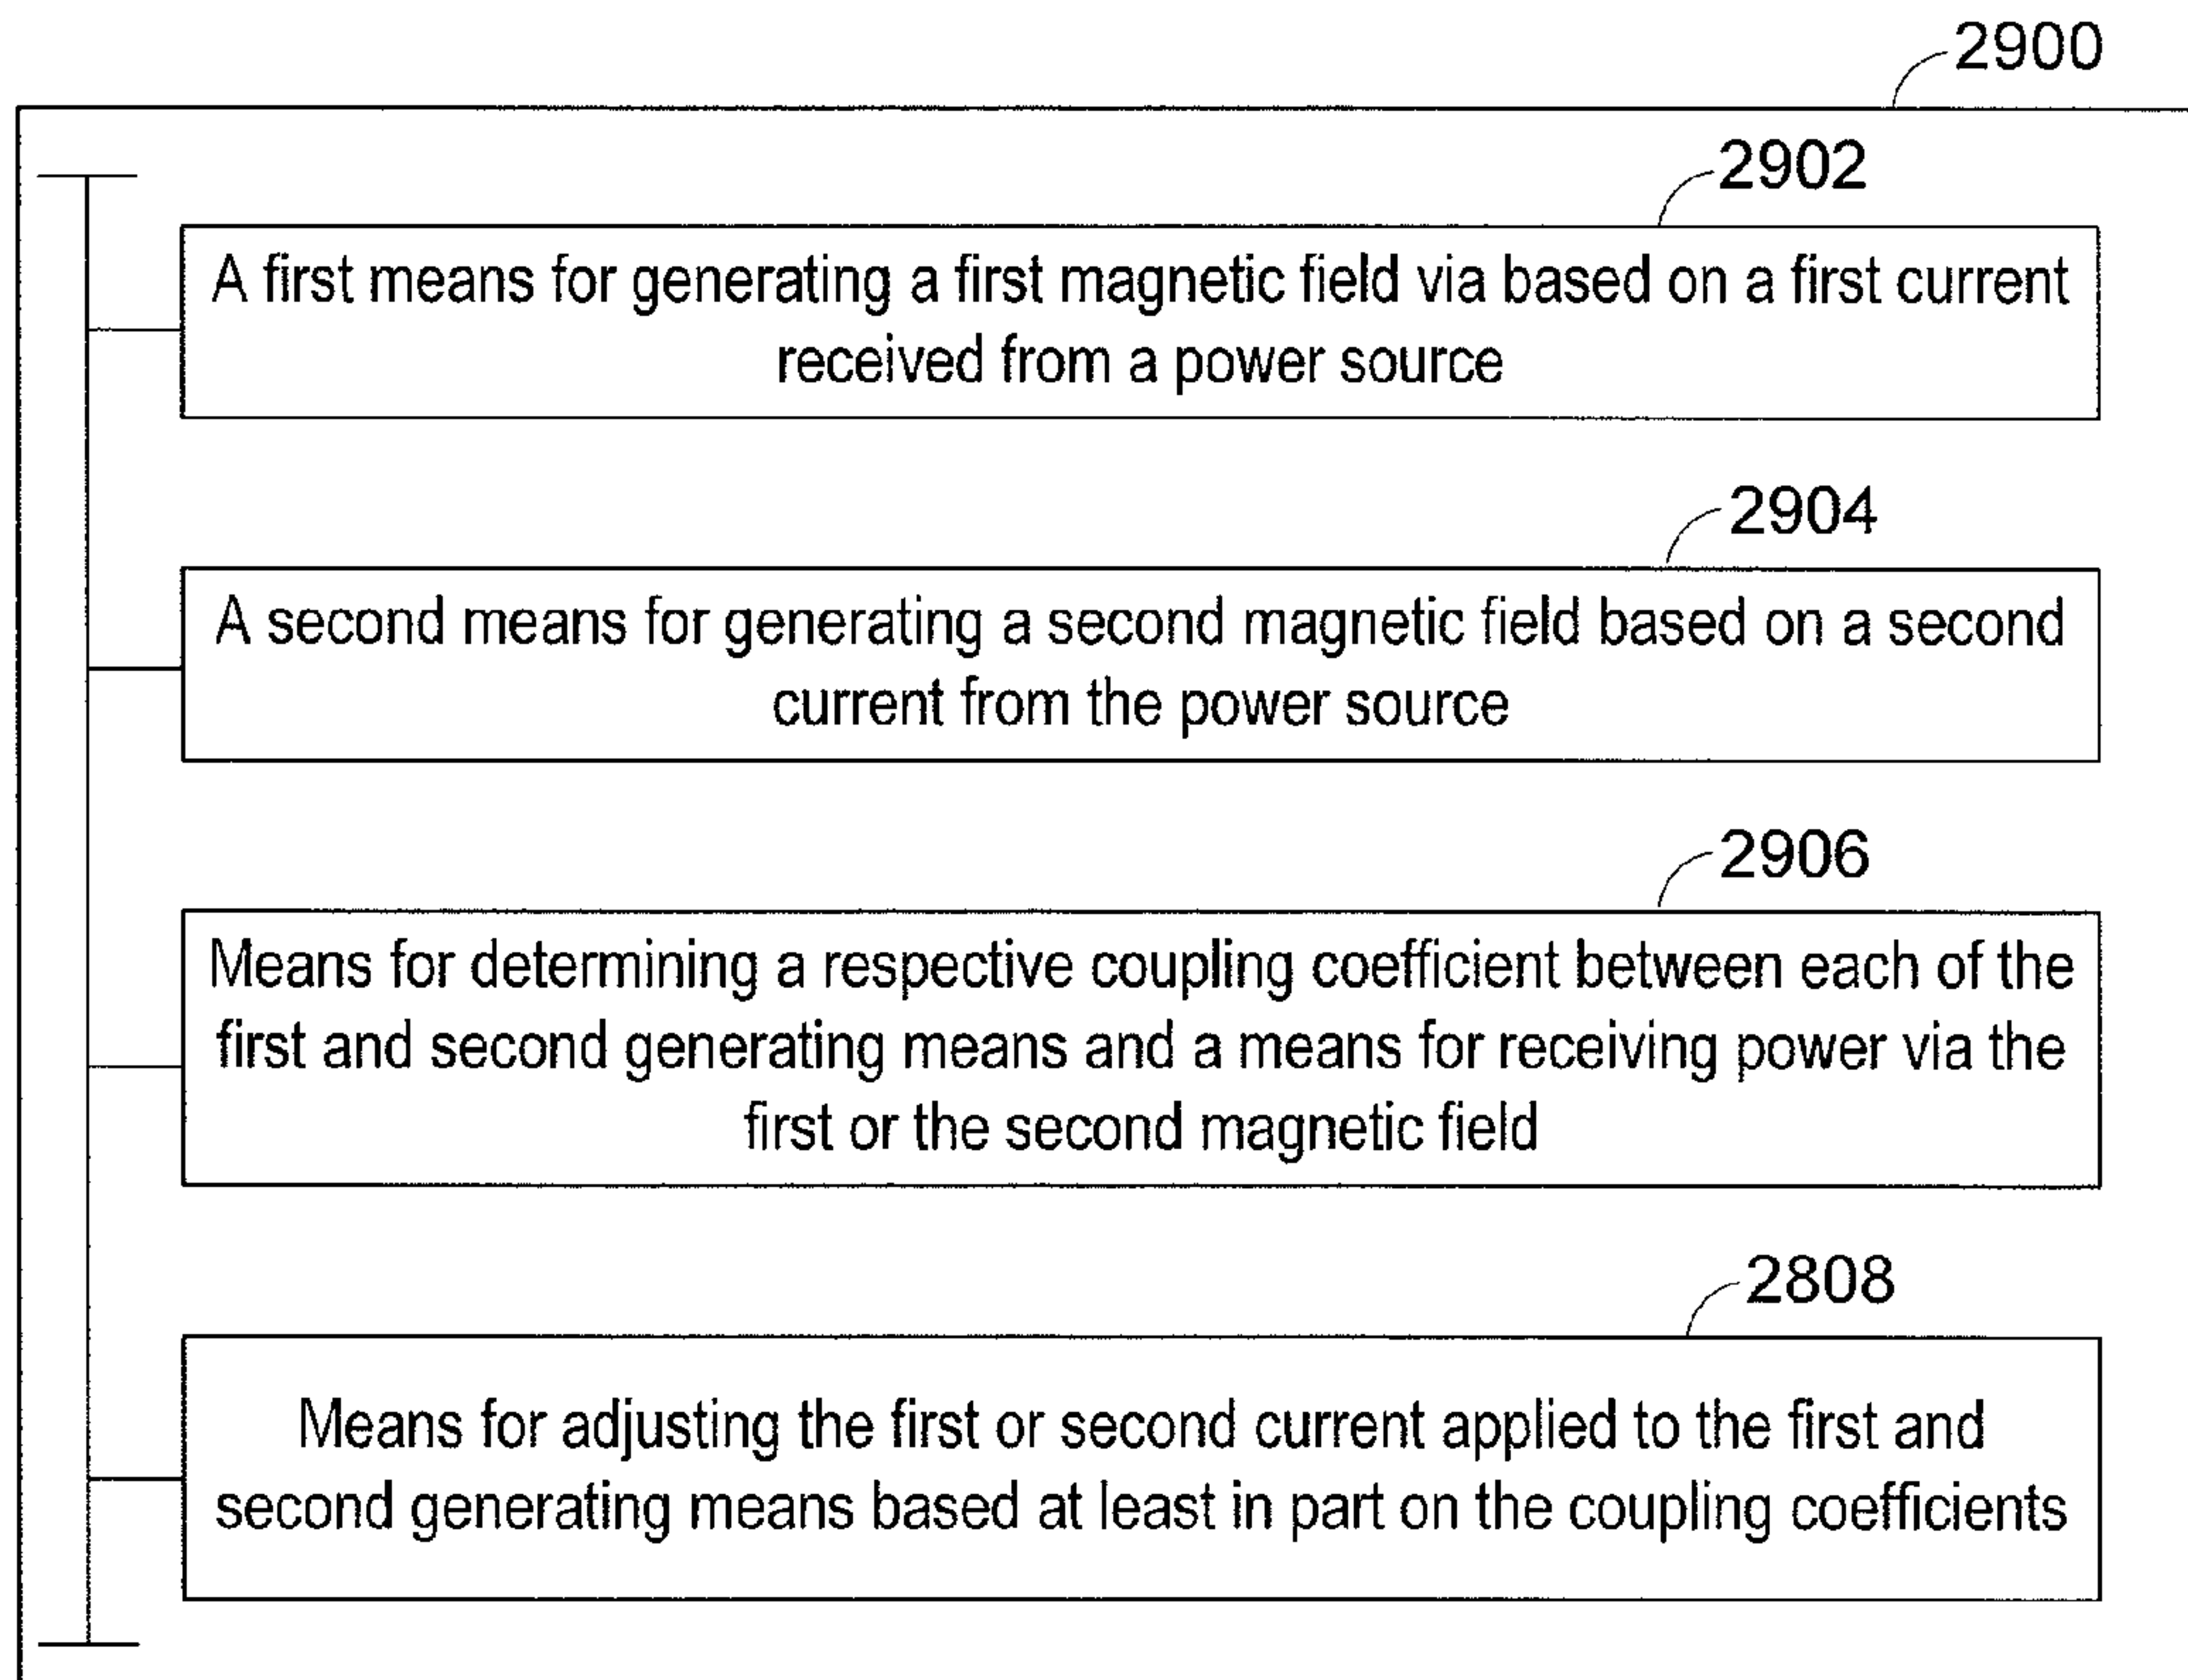 2900
2902
A first means for generating a first magnetic field via based on a first current
received from a power source
2904
A second means for generating a second magnetic field based on a second
current from the power source
2906
Means for determining a respective coupling coefficient between each of the
first and second generating means and a means for receiving power via the
first or the second magnetic field
2808
Means for adjusting the first or second current applied to the first and
second generating means based at least in part on the coupling coefficients